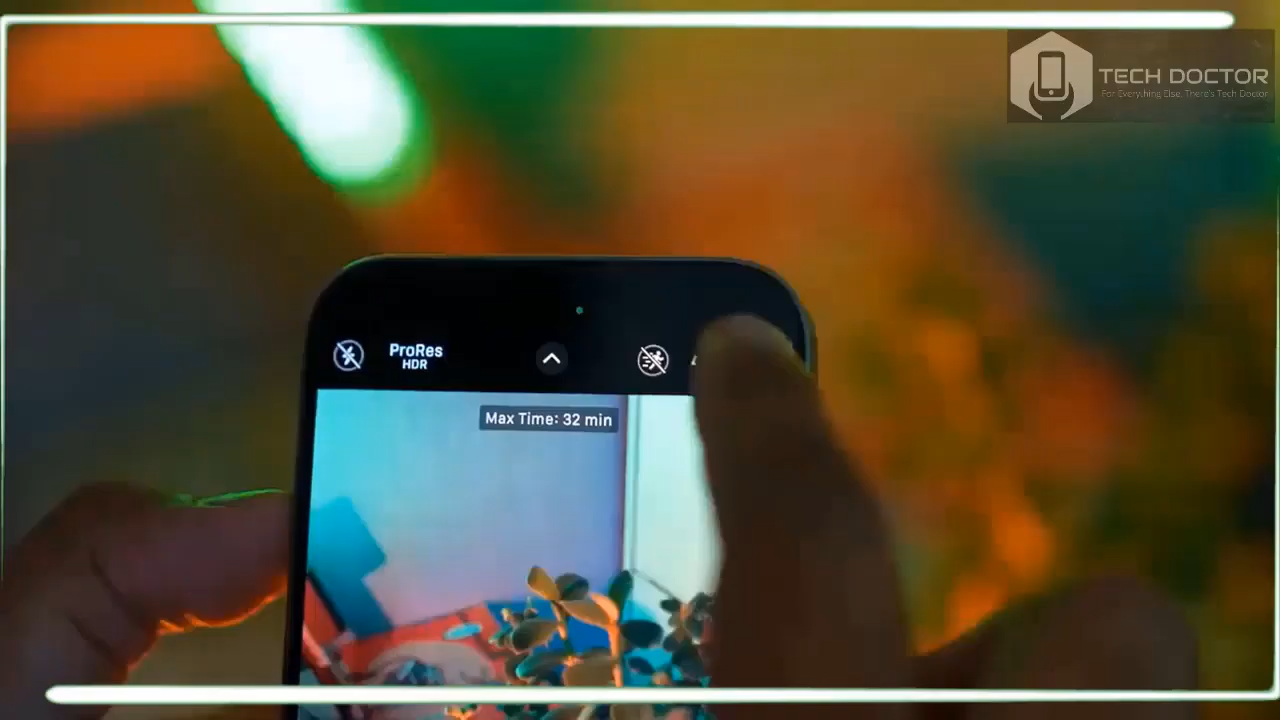 TECH DOCTOR
For Everything Else, There's Tech Doctor
ProRes
HDR
Max Time: 32 min